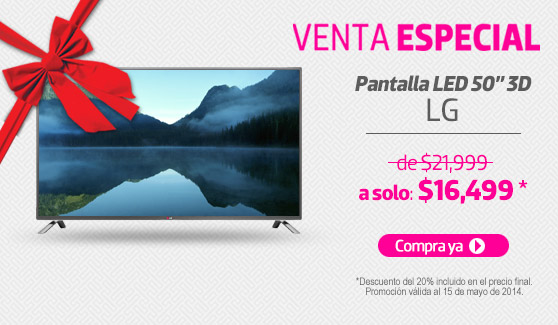 VENTA ESPECIAL
Pantalla LED 50" 3D
LG
de $21,999
a solo: $16,499 *
Compra ya
*Descuento del 20% incluido en el precio final.
Promoción válida al 15 de mayo de 2014.